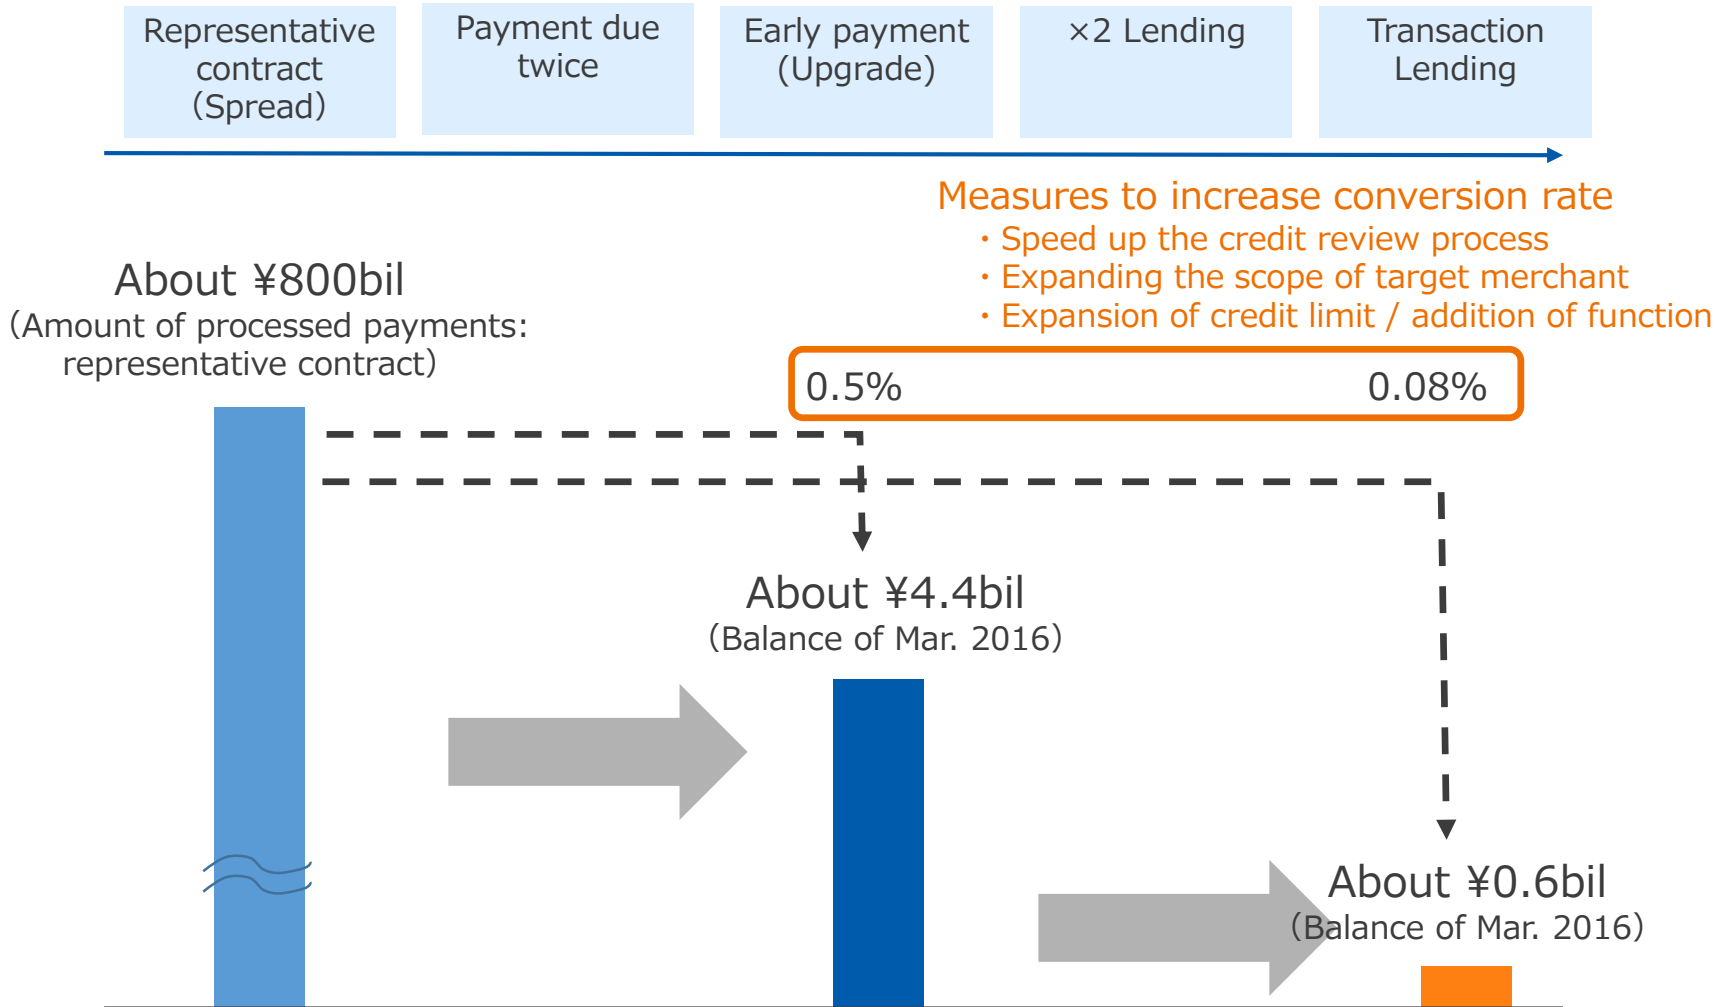 Representative
contract
（Spread）
Payment due
twice
Early payment
（Upgrade）
×2 Lending
Transaction
Lending
Measures to increase conversion rate
・Speed up the credit review process
・Expanding the scope of target merchant
・Expansion of credit limit / addition of function
About ¥800bil
（Amount of processed payments:
representative contract）
0.5%
0.08%
About ¥4.4bil
（Balance of Mar. 2016）
About ¥0.6bil
（Balance of Mar. 2016）